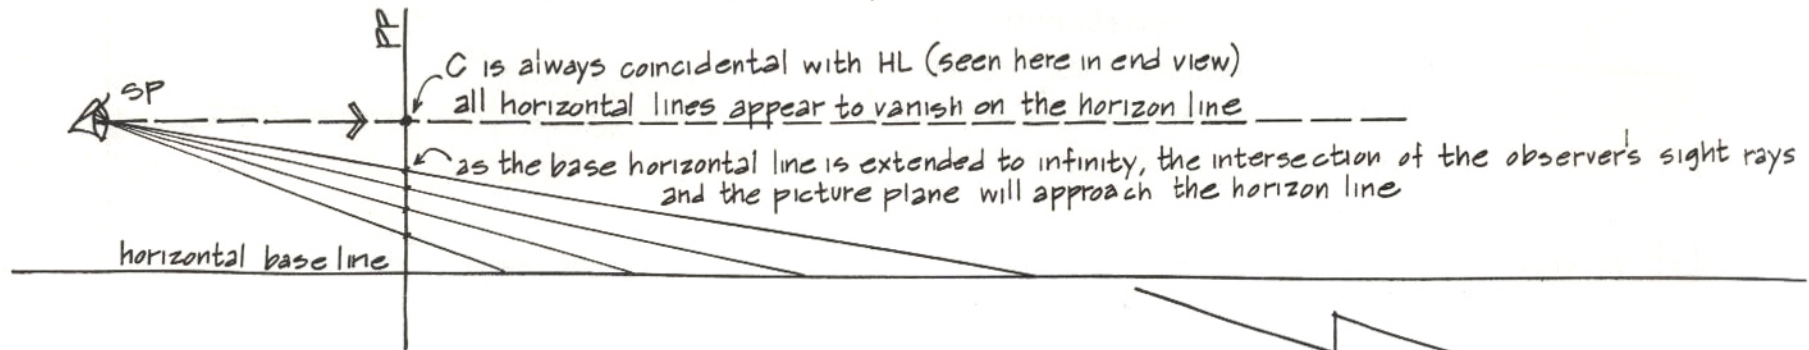 PP
SP
C is always coincidental with HL (seen here in end view)
all horizontal lines appear to vanish on the horizon line
as the base horizontal line is extended to infinity, the intersection of the observer's sight rays
and the picture plane will approach the horizon line
horizontal base line